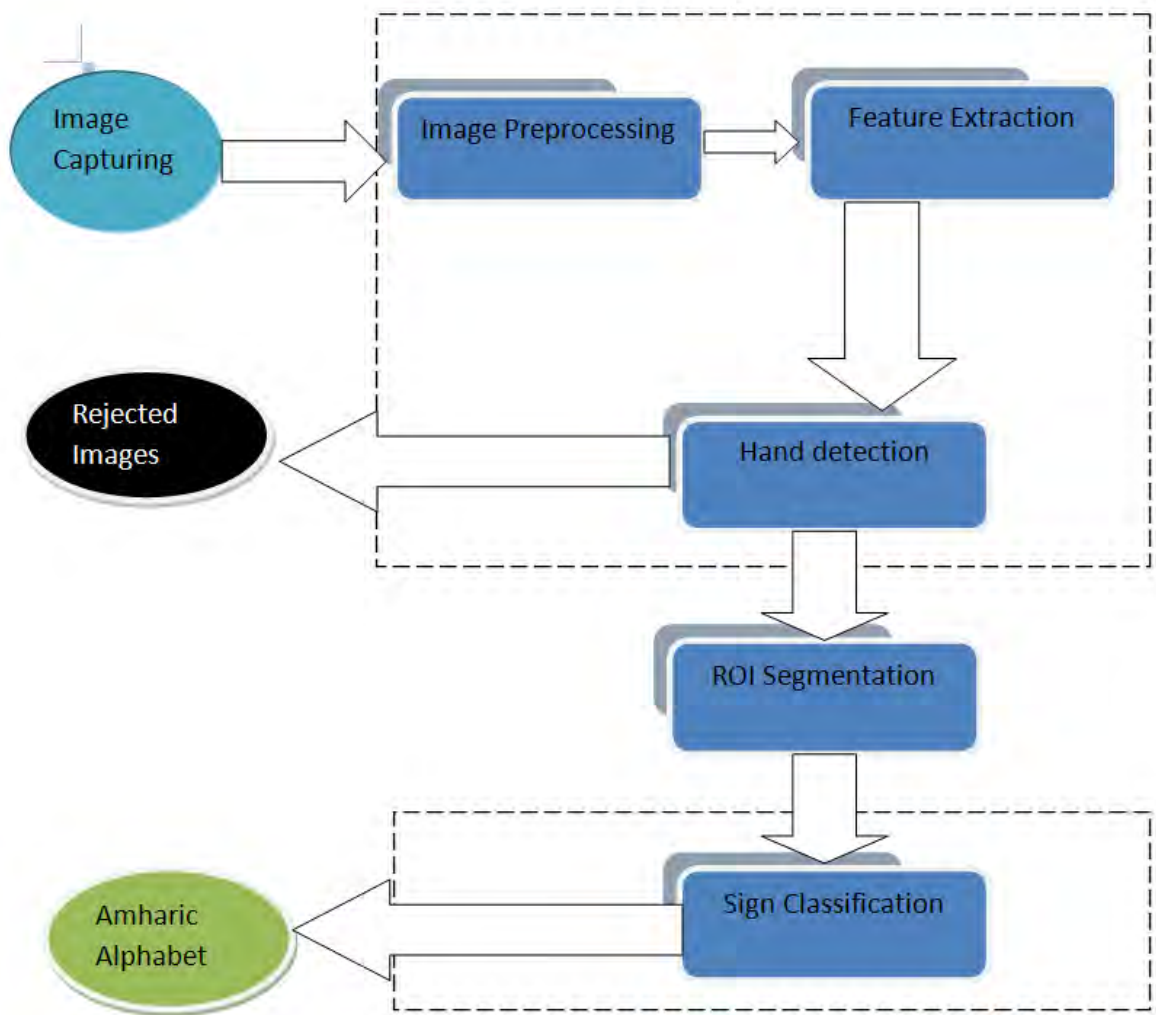 Image
Capturing
Image Preprocessing
Feature Extraction
Rejected
Images
Hand detection
ROI Segmentation
Sign Classification
Amharic
Alphabet